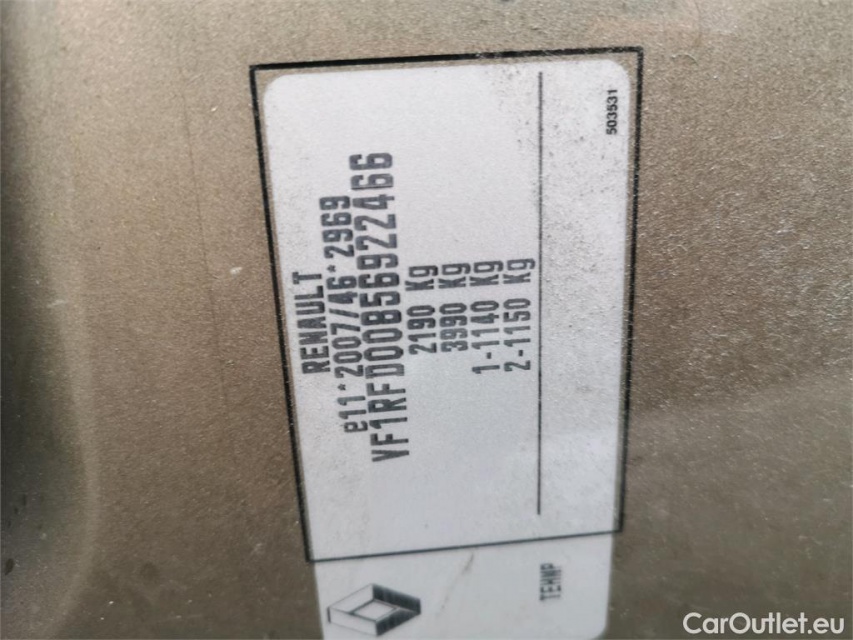 RENAULT
e11*2007/46*2969
VF1RFD00B56922466
2190 Kg
3990 Kg
1-1140 Kg
2-1150 Kg
503531
TEHNP
CarOutlet.eu